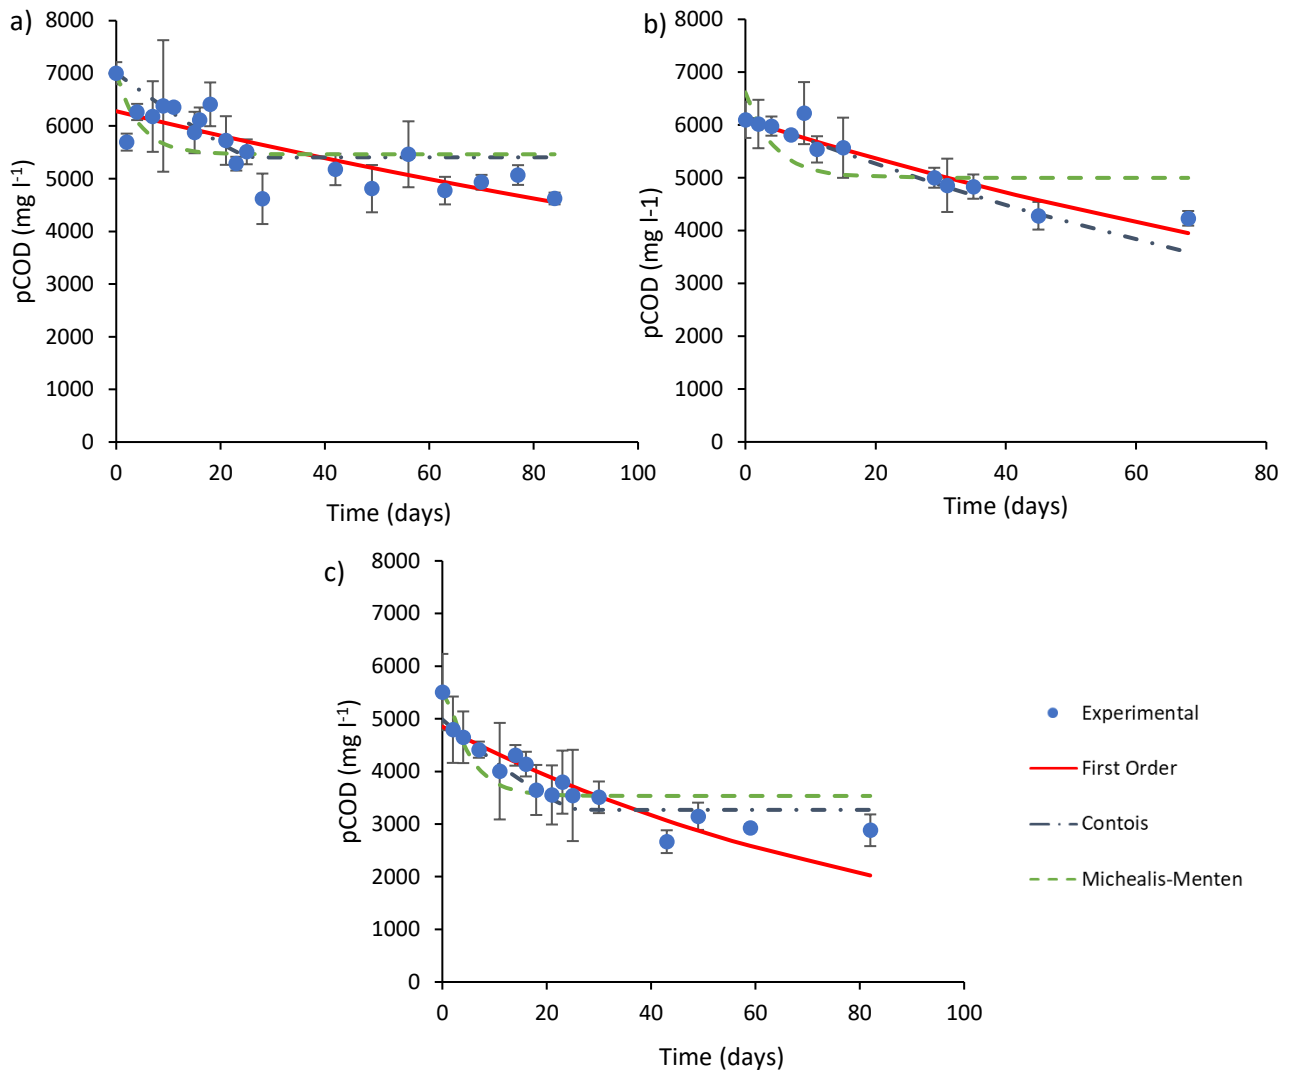 a)
8000
7000
6000
5000
4000
3000
2000
1000
0
pCOD (mg l-1)
0 20 40 60 80 100
Time (days)
b)
8000
7000
6000
5000
4000
3000
2000
1000
0
pCOD (mg l-1)
0 20 40 60 80
Time (days)
c)
8000
7000
6000
5000
4000
3000
2000
1000
0
pCOD (mg l-1)
0 20 40 60 80 100
Time (days)
Experimental
First Order
Contois
Michealis-Menten